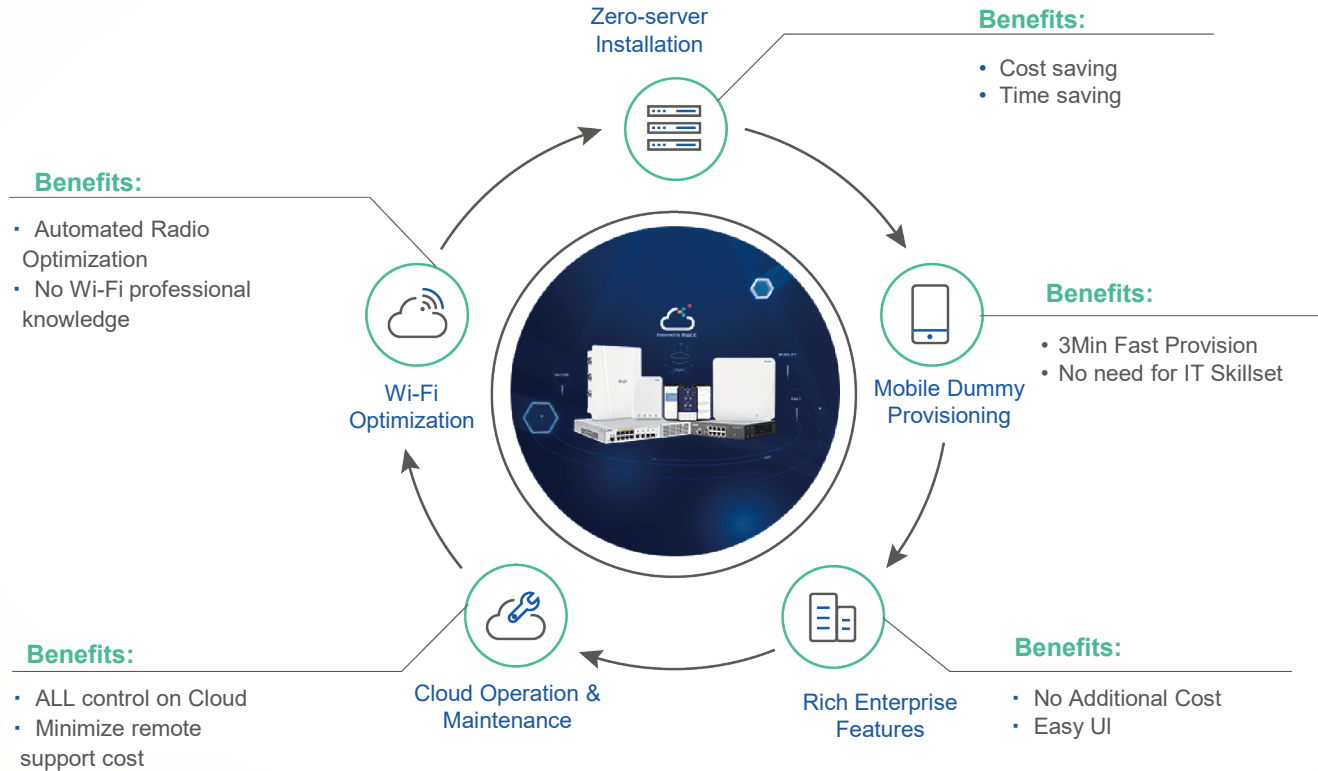 Zero-server
Installation
Benefits:
• Cost saving
• Time saving
Benefits:
▪ Automated Radio
Optimization
▪ No Wi-Fi professional
knowledge
Benefits:
• 3Min Fast Provision
• No need for IT Skillset
Wi-Fi
Optimization
Mobile Dummy
Provisioning
Benefits:
▪ ALL control on Cloud
▪ Minimize remote
support cost
Cloud Operation &
Maintenance
Rich Enterprise
Features
Benefits:
▪ No Additional Cost
▪ Easy UI